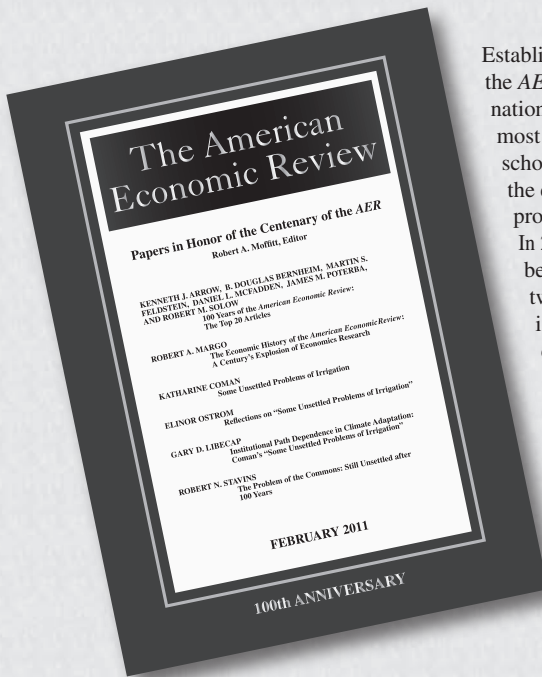 The American
Economic Review
Papers in Honor of the Centenary of the AER
Robert A. Moffitt, Editor
KENNETH J. ARROW, B. DOUGLAS BERNHEIM, MARTIN S.
FELDSTEIN, DANIEL L. MCFADDEN, JAMES M. POTERBA,
AND ROBERT M. SOLOW
100 Years of the American Economic Review:
The Top 20 Articles
ROBERT A. MARGO
The Economic History of the American EconomicReview:
A Century's Explosion of Economics Research
KATHARINE COMAN
Some Unsettled Problems of Irrigation
ELINOR OSTROM
Reflections on "Some Unsettled Problems of Irrigation"
GARY D. LIBECAP
Institutional Path Dependence in Climate Adaptation:
Coman's "Some Unsettled Problems of Irrigation"
ROBERT N. STAVINS
The Problem of the Commons: Still Unsettled after
100 Years
FEBRUARY 2011
100th ANNIVERSARY
the AE
nation
most
scho
the
pro
In
be
tw
i